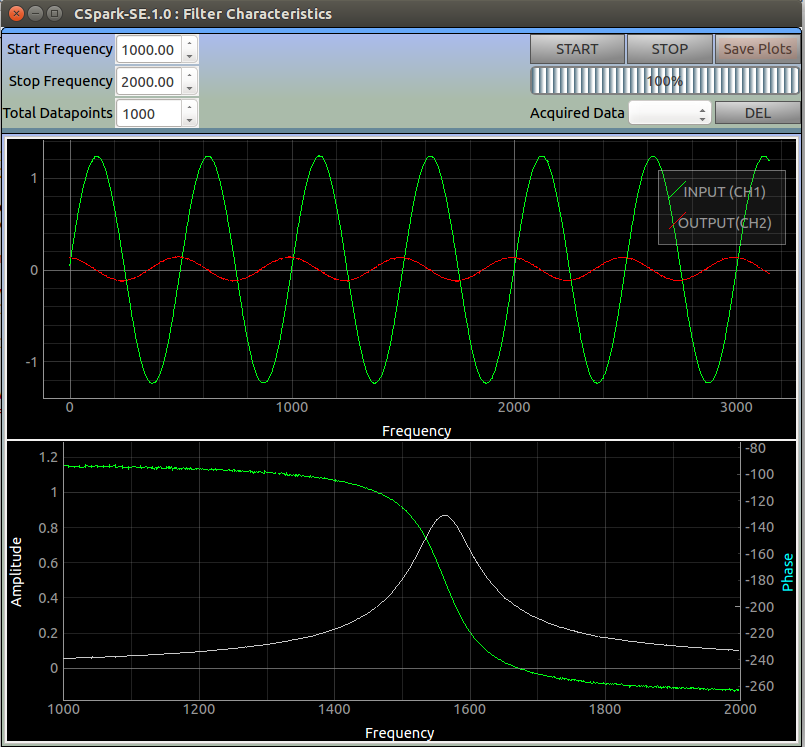 CSpark-SE.1.0 : Filter Characteristics
Start Frequency 1000.00 START STOP Save Plots
Stop Frequency 2000.00 100%
Total Datapoints 1000 Acquired Data DEL
1
0
-1
INPUT (CH1)
OUTPUT(CH2)
0 1000 2000 3000
Frequency
1.2
1
0.8
0.6
0.4
0.2
0
Amplitude
-80
-100
-120
-140
-160
-180
-200
-220
-240
-260
Phase
1000 1200 1400 1600 1800 2000
Frequency